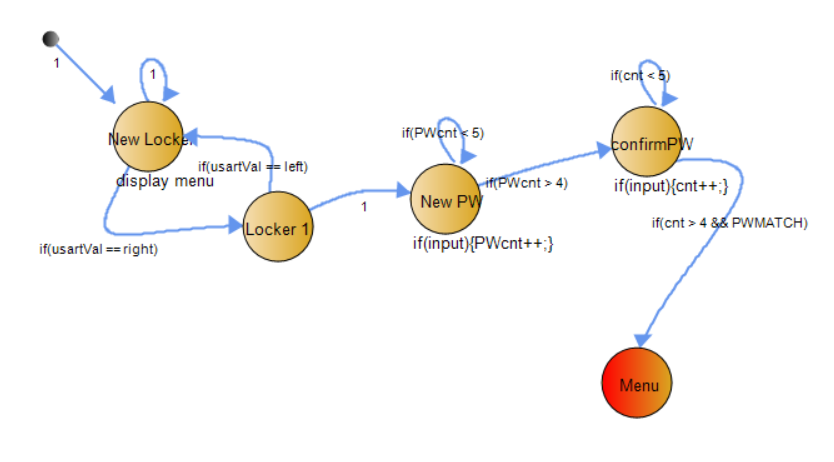 1
1
New Locker
display menu
if(usartVal == left)
if(usartVal == right)
Locker 1
1
if(PWcnt < 5)
New PW
if(input){PWcnt++;}
if(PWcnt > 4)
if(cnt < 5)
confirmPW
if(input){cnt++;}
if(cnt > 4 && PWMATCH)
Menu